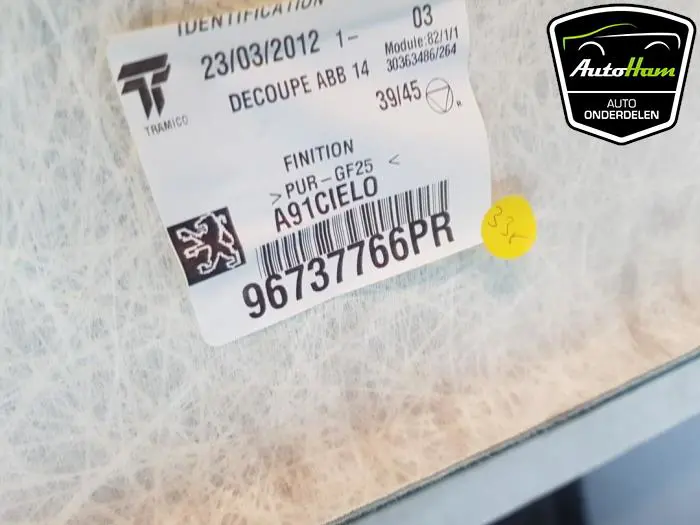 IDENTIFICATION
23/03/2012 1-
03
Module:82/1/1
30363486/264
DECOUPE ABB 14
39/45
R
TRAMICO
FINITION
>PUR-GF25 <
A91CIELO
96737766PR
33,-
AutoHam
AUTO
ONDERDELEN